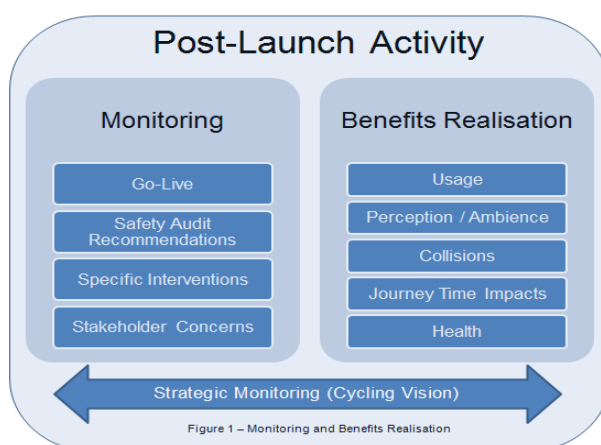 Post-Launch Activity
Monitoring
Go-Live
Safety Audit
Recommendations
Specific Interventions
Stakeholder Concerns
Benefits Realisation
Usage
Perception / Ambience
Collisions
Journey Time Impacts
Health
Strategic Monitoring (Cycling Vision)
Figure 1 – Monitoring and Benefits Realisation